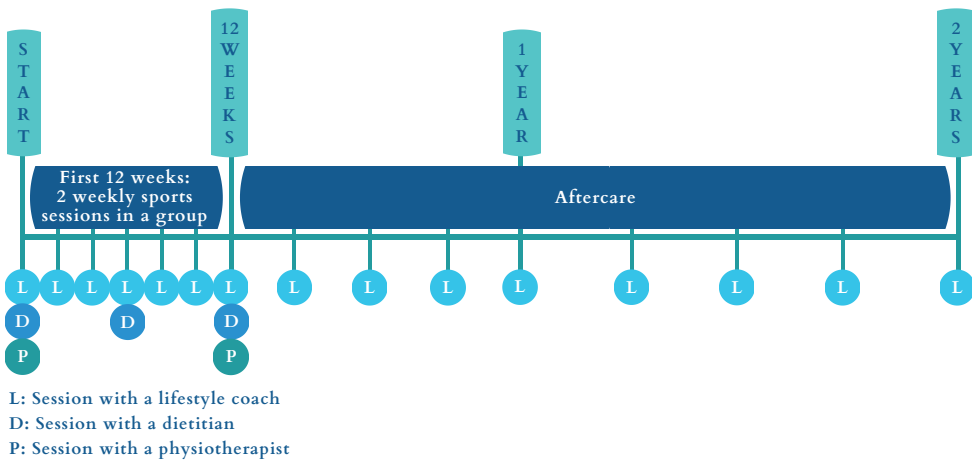 START
12 WEEKS
1 YEAR
2 YEARS
First 12 weeks:
2 weekly sports
sessions in a group
Aftercare
L L L L L L L L L L L L L L L
D D D
P P
L: Session with a lifestyle coach
D: Session with a dietitian
P: Session with a physiotherapist